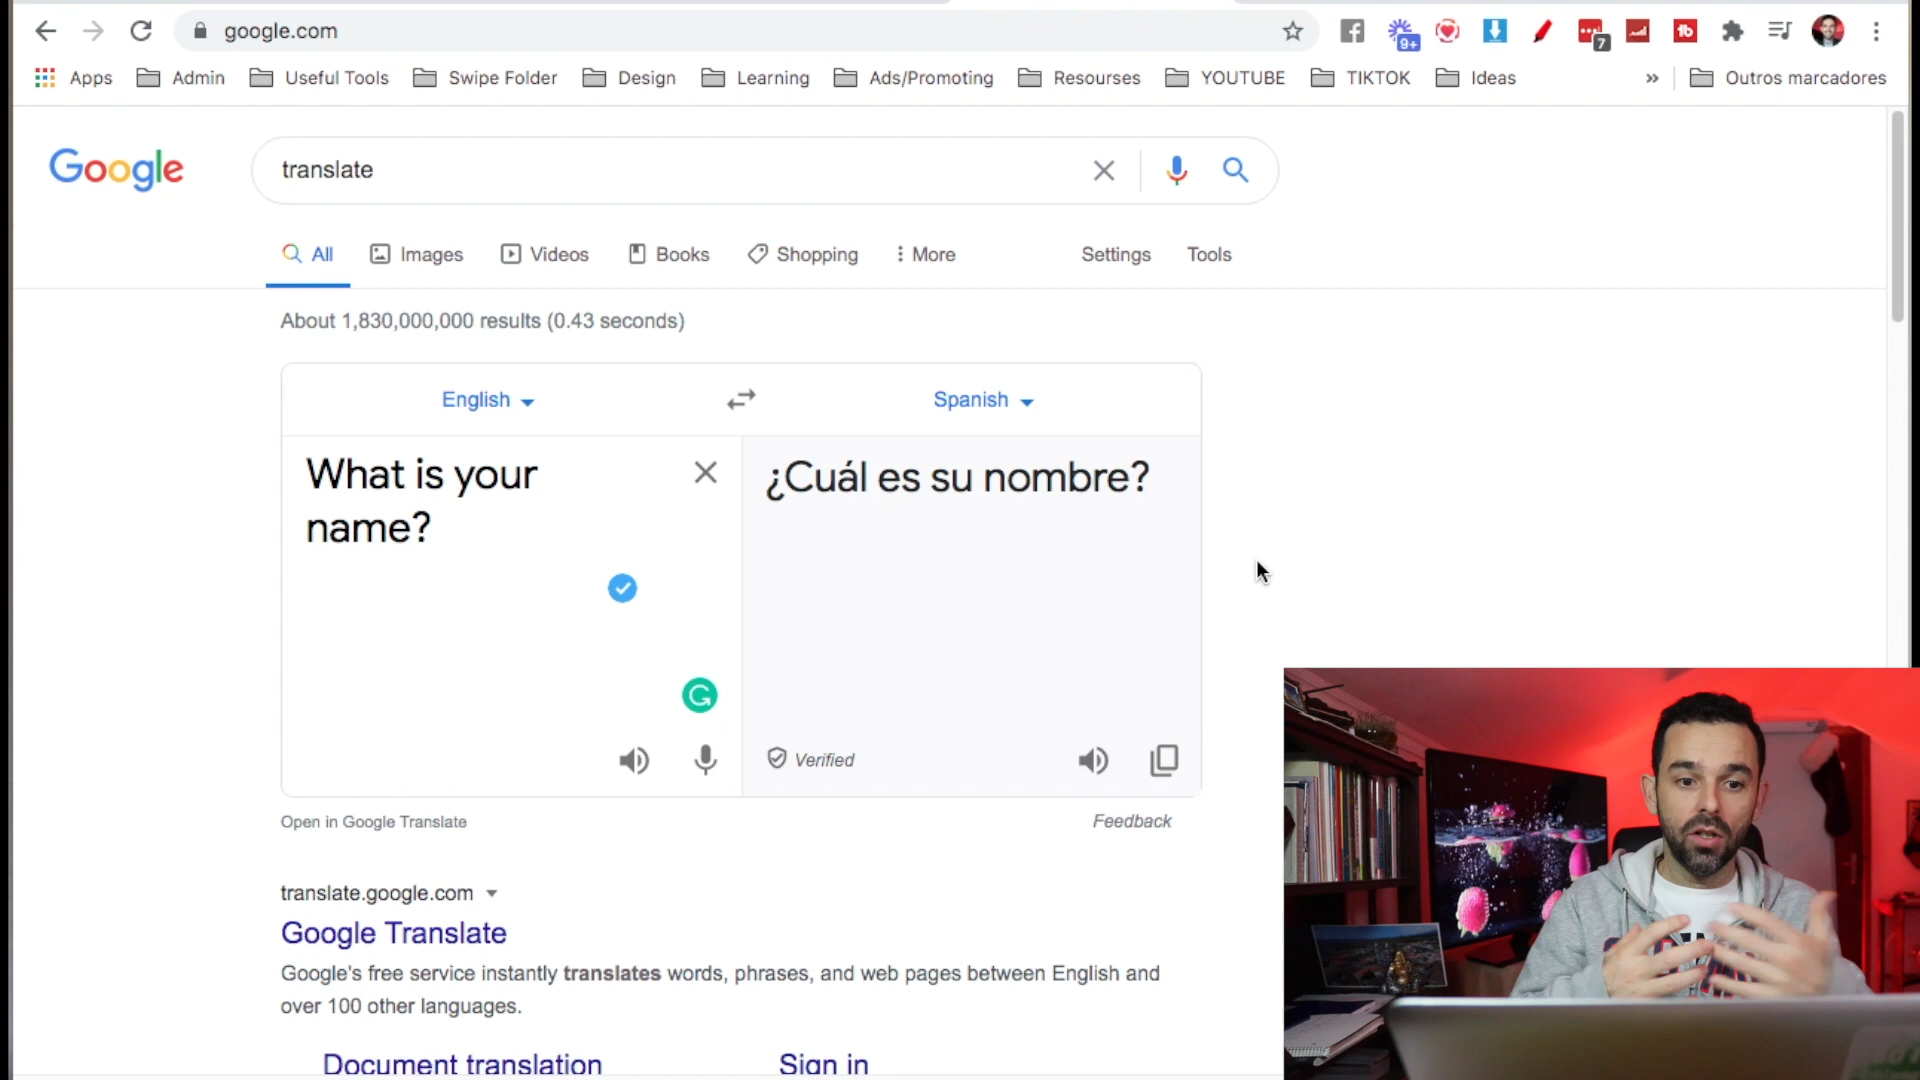 google.com
9+
7
Apps
Admin
Useful Tools
Swipe Folder
Design
Learning
Ads/Promoting
Resourses
YOUTUBE
TIKTOK
Ideas
»
Outros marcadores
Google
translate
All
Images
Videos
Books
Shopping
More
Settings
Tools
About 1,830,000,000 results (0.43 seconds)
English
Spanish
What is your
name?
¿Cuál es su nombre?
Verified
Open in Google Translate
Feedback
translate.google.com
Google Translate
Google's free service instantly translates words, phrases, and web pages between English and
over 100 other languages.
Document translation
Sign in